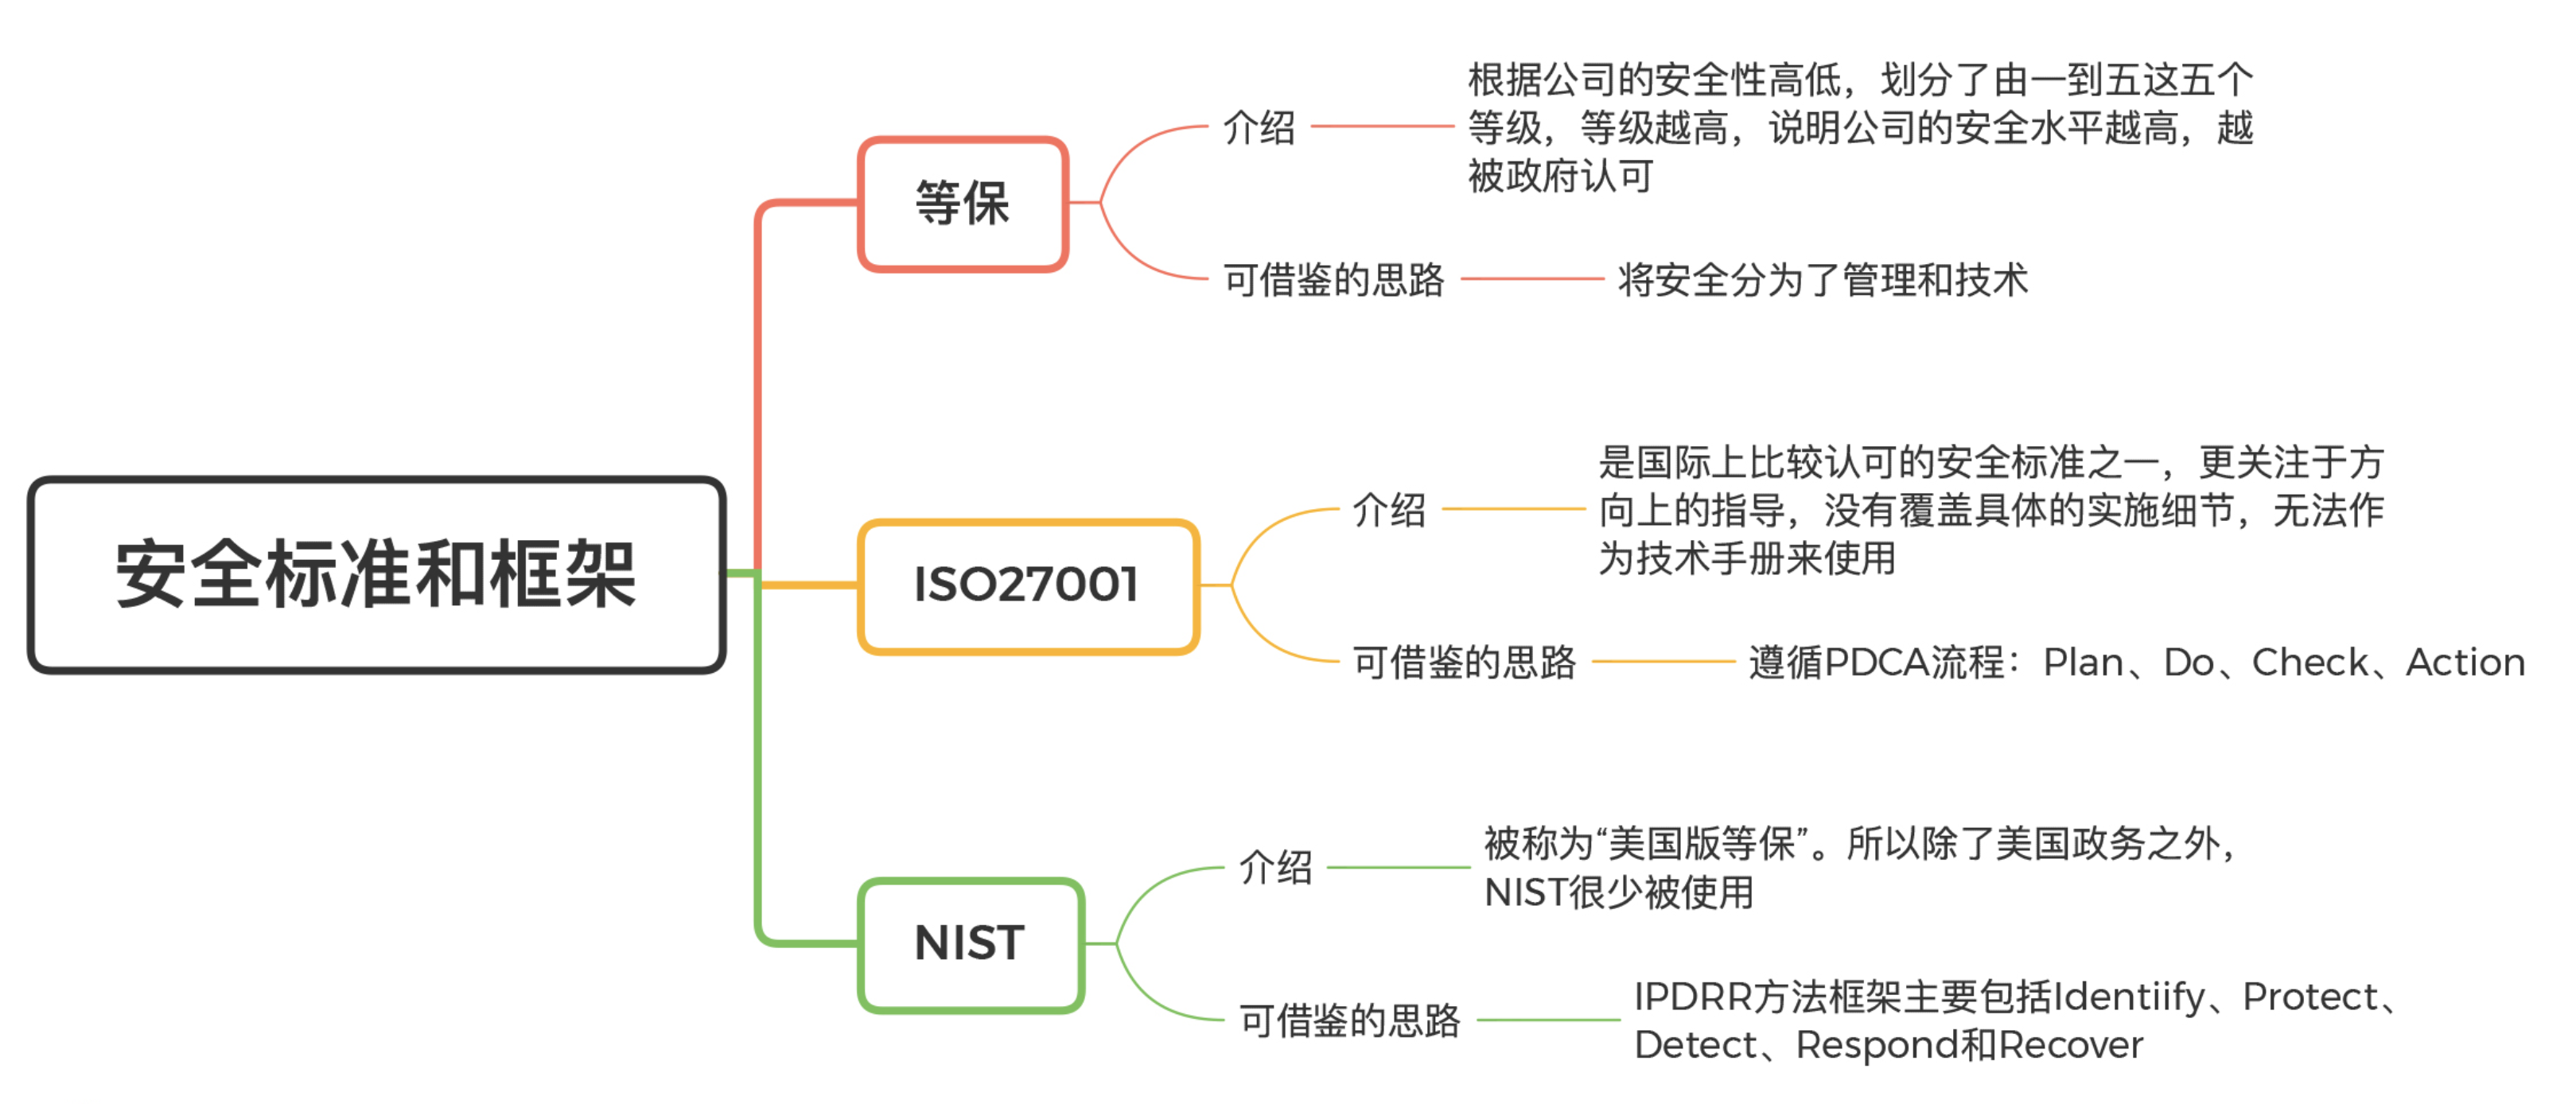 安全标准和框架
等保
介绍
根据公司的安全性高低，划分了由一到五这五个
等级，等级越高，说明公司的安全水平越高，越
被政府认可
可借鉴的思路
将安全分为了管理和技术
ISO27001
介绍
是国际上比较认可的安全标准之一，更关注于方
向上的指导，没有覆盖具体的实施细节，无法作
为技术手册来使用
可借鉴的思路
遵循PDCA流程：Plan、Do、Check、Action
NIST
介绍
被称为“美国版等保”。所以除了美国政务之外，
NIST很少被使用
可借鉴的思路
IPDRR方法框架主要包括Identiify、Protect、
Detect、Respond和Recover